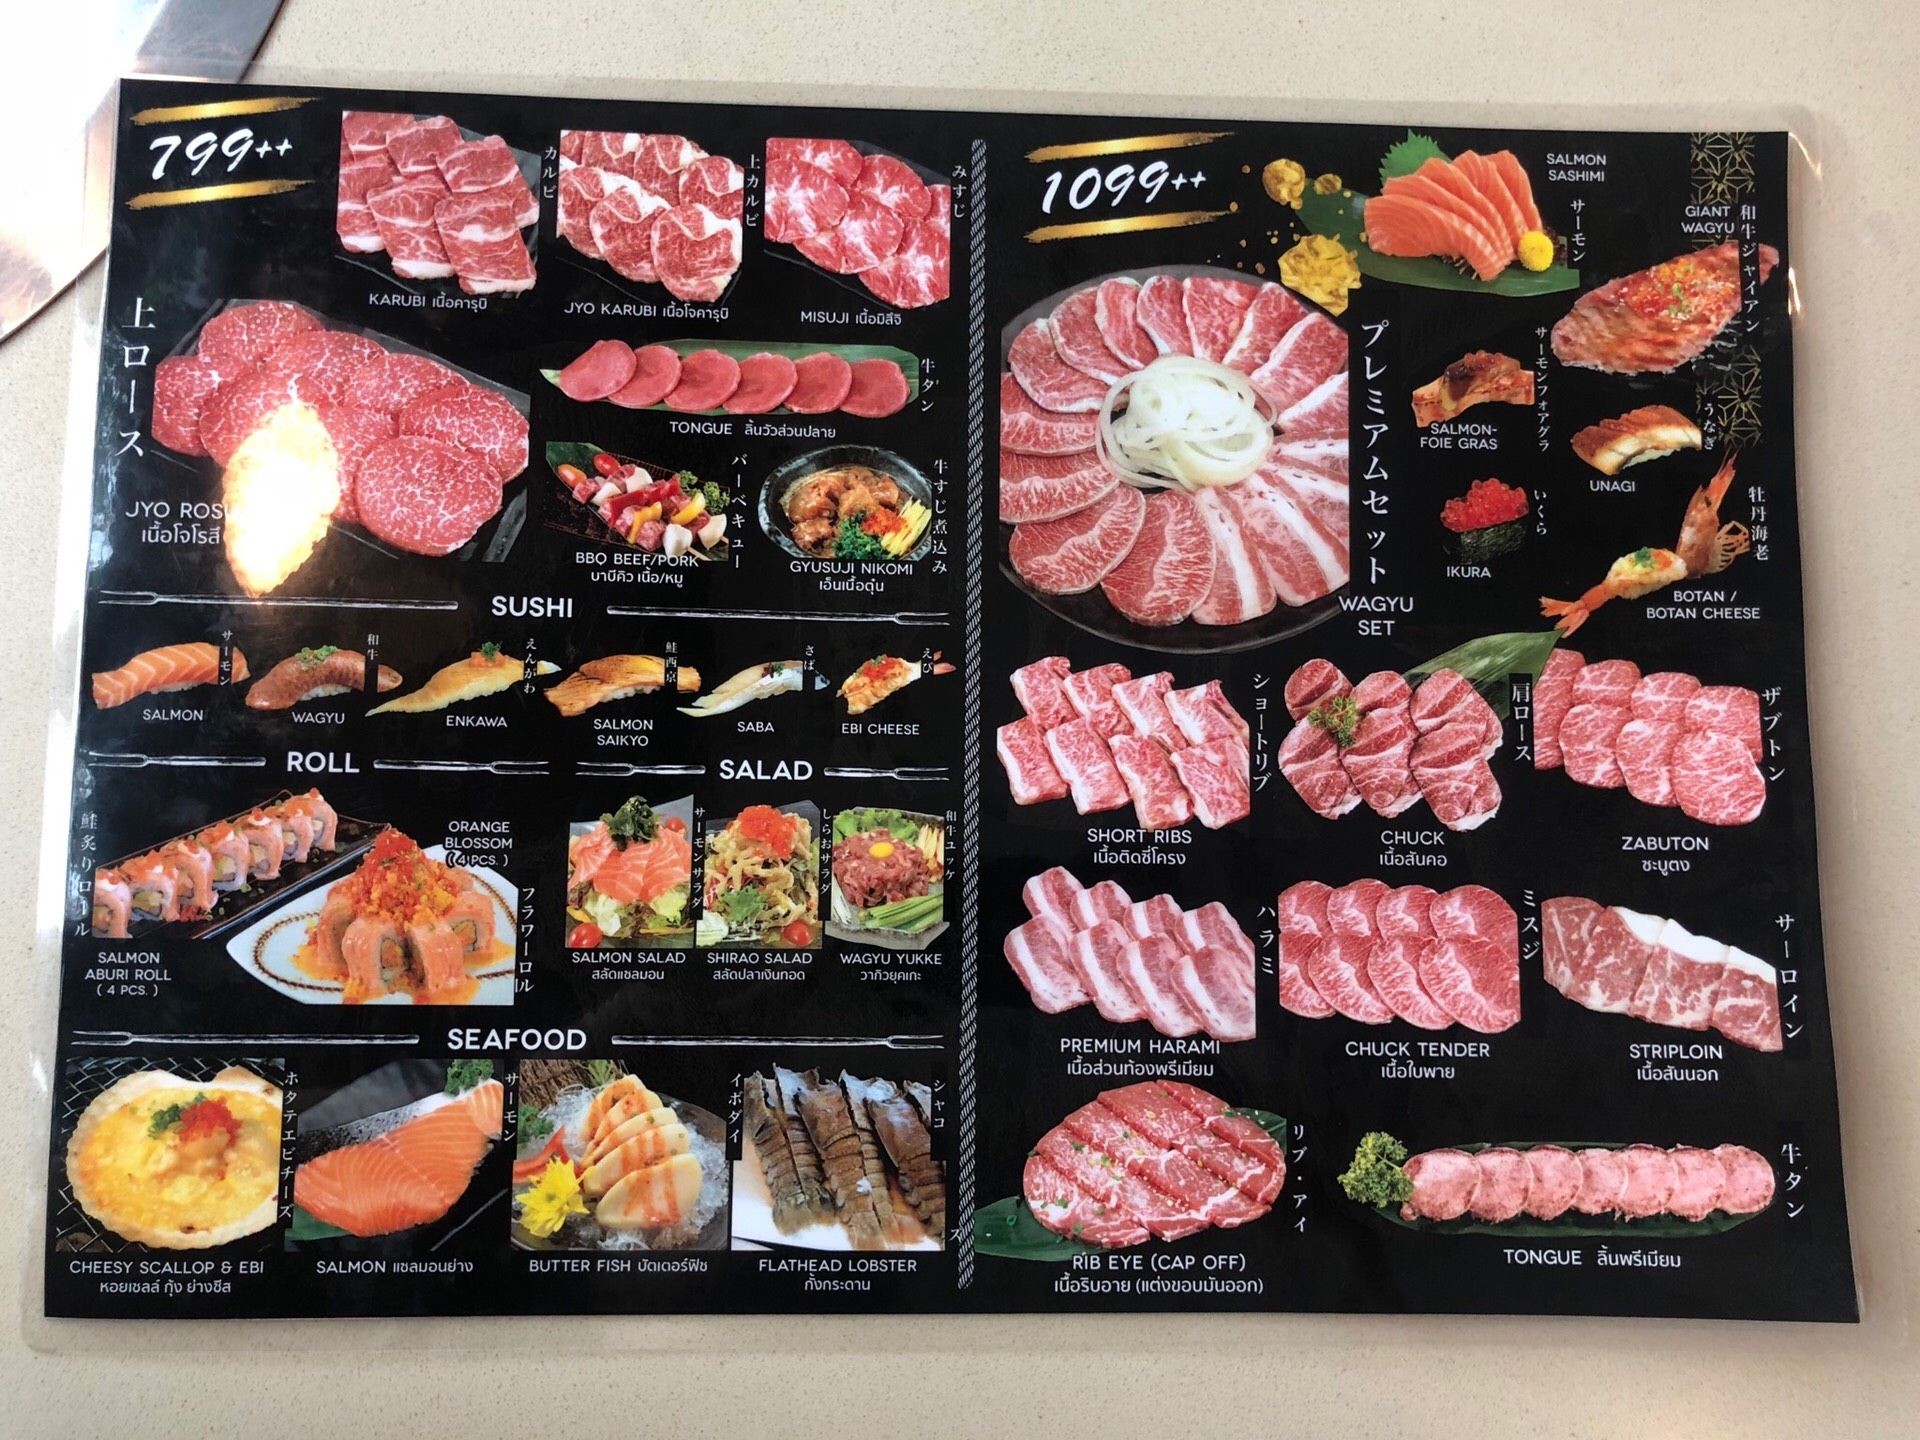 799++
カルビ
KARUBI เนื้อคารุบิ
上カルビ
JYO KARUBI เนื้อโจคารุบิ
みすじ
MISUJI เนื้อมิสึจิ
上ロース
เนื้อโจโรสึ
牛タン
TONGUE ลิ้นวัวส่วนปลาย
バーベキュー
BBQ BEEF/PORK
บาบีคิว เนื้อ/หมู
牛すじ煮込み
GYUSUJI NIKOMI
เอ็นเนื้อตุ๋น
SUSHI
サーモン
SALMON
和牛
WAGYU
えんがわ
ENKAWA
鮭西京
SALMON
SAIKYO
さば
SABA
えび
EBI CHEESE
ROLL
鮭炙りロール
SALMON
ABURI ROLL
( 4 PCS. )
ORANGE
BLOSSOM
( 4 PCS. )
フラワーロール
SALAD
サーモンサラダ
SALMON SALAD
สลัดแซลมอน
しらおサラダ
SHIRAO SALAD
สลัดปลาเงินทอด
和牛ユッケ
WAGYU YUKKE
วากิวยุคเกะ
SEAFOOD
ホタテエビチーズ
CHEESY SCALLOP & EBI
หอยเชลล์ กุ้ง ย่างชีส
サーモン
SALMON แซลมอนย่าง
イボダイ
BUTTER FISH บัตเตอร์ฟิช
シャコ
ス
FLATHEAD LOBSTER
กั้งกระดาน
1099++
SALMON
SASHIMI
サーモン
GIANT
WAGYU
和牛ジャイアン
プレミアムセット
WAGYU
SET
サーモンフォアグラ
SALMON-
FOIE GRAS
うなぎ
UNAGI
いくら
IKURA
牡丹海老
BOTAN /
BOTAN CHEESE
ショートリブ
SHORT RIBS
เนื้อติดซี่โครง
肩ロース
CHUCK
เนื้อสันคอ
ザブトン
ZABUTON
ซะบูตง
ハラミ
PREMIUM HARAMI
เนื้อส่วนท้องพรีเมียม
ミスジ
CHUCK TENDER
เนื้อใบพาย
サーロイン
STRIPLOIN
เนื้อสันนอก
リブ・アイ
RIB EYE (CAP OFF)
เนื้อริบอาย (แต่งขอบมันออก)
牛タン
TONGUE ลิ้นพรีเมียม